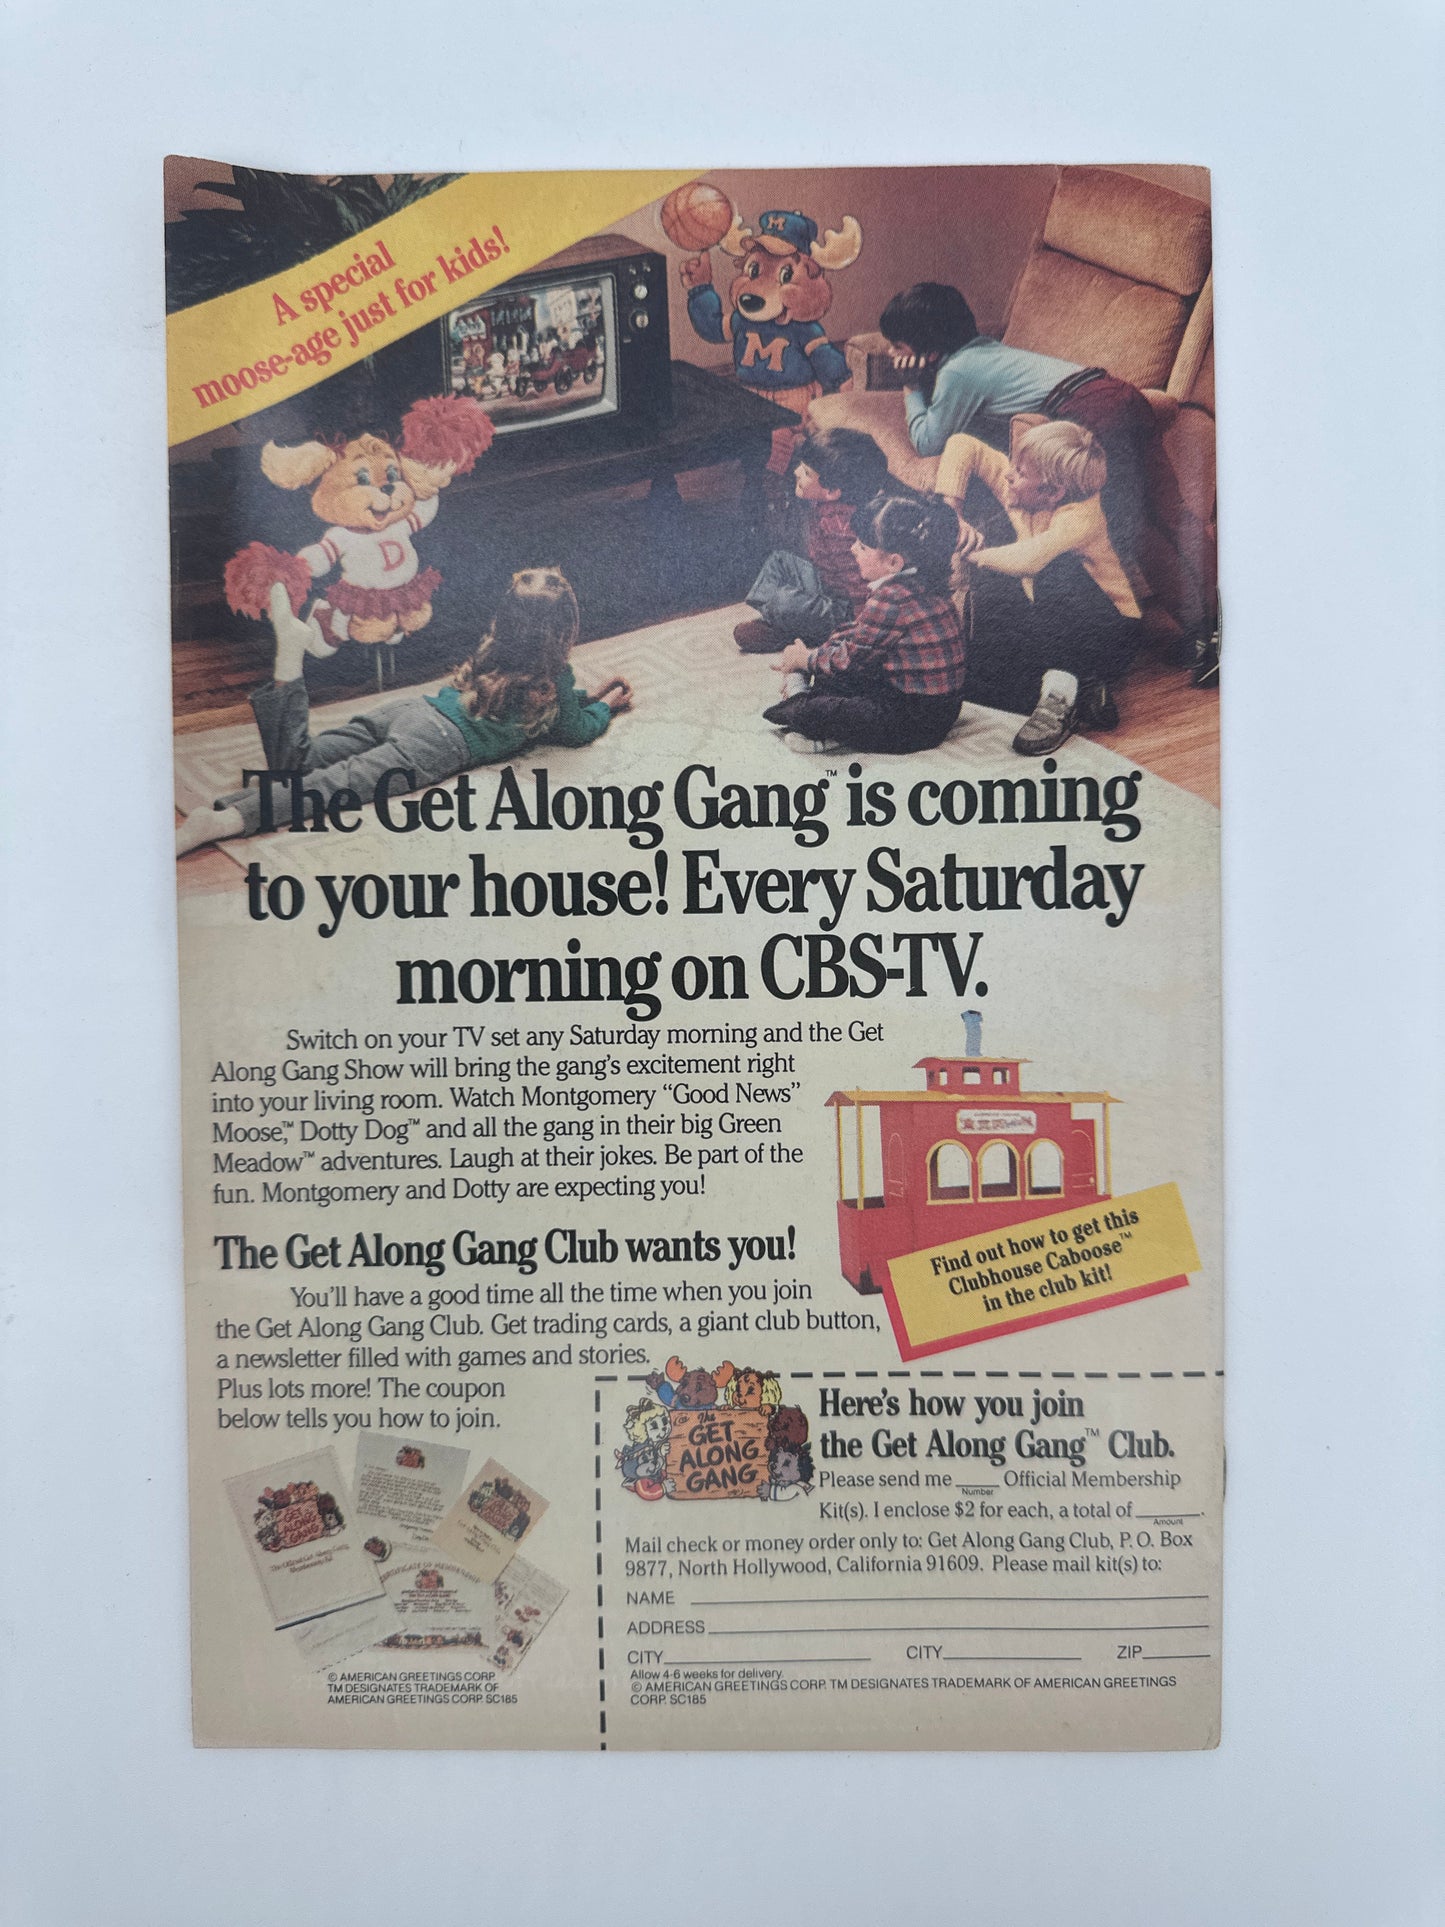 A special
moose-age just for kids!
M
M
D
The Get Along Gang™ is coming
to your house! Every Saturday
morning on CBS-TV.
Switch on your TV set any Saturday morning and the Get
Along Gang Show will bring the gang's excitement right
into your living room. Watch Montgomery “Good News”
Moose,™ Dotty Dog™ and all the gang in their big Green
Meadow™ adventures. Laugh at their jokes. Be part of the
fun. Montgomery and Dotty are expecting you!
The Get Along Gang Club wants you!
You'll have a good time all the time when you join
the Get Along Gang Club. Get trading cards, a giant club button,
a newsletter filled with games and stories.
Plus lots more! The coupon
below tells you how to join.
Find out how to get this
Clubhouse Caboose™
in the club kit!
GET
ALONG
GANG
CERTIFICATE OF MEMBERSHIP
© AMERICAN GREETINGS CORP.
TM DESIGNATES TRADEMARK OF
AMERICAN GREETINGS CORP. SC185
The
GET
ALONG
GANG
Here's how you join
the Get Along Gang™ Club.
Please send me ____ Official Membership
Number
Kit(s). I enclose $2 for each, a total of ______.
Amount
Mail check or money order only to: Get Along Gang Club, P.O. Box
9877, North Hollywood, California 91609. Please mail kit(s) to:
NAME
ADDRESS
CITY CITY ZIP
Allow 4-6 weeks for delivery.
© AMERICAN GREETINGS CORP. TM DESIGNATES TRADEMARK OF AMERICAN GREETINGS
CORP. SC185